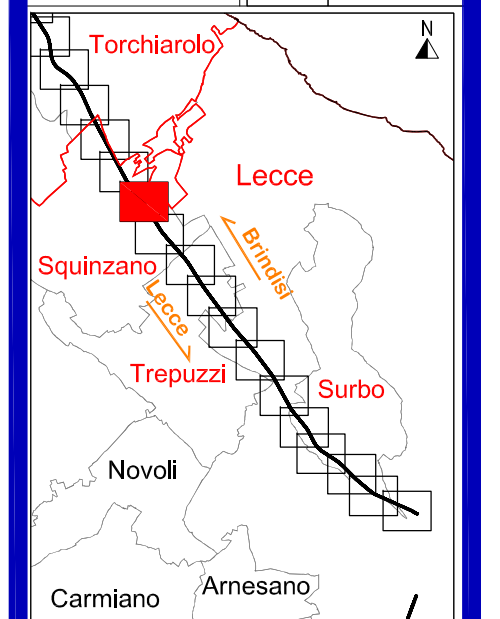 N
Torchiarolo
Lecce
Brindisi
Squinzano
Lecce
Trepuzzi
Surbo
Novoli
Arnesano
Carmiano